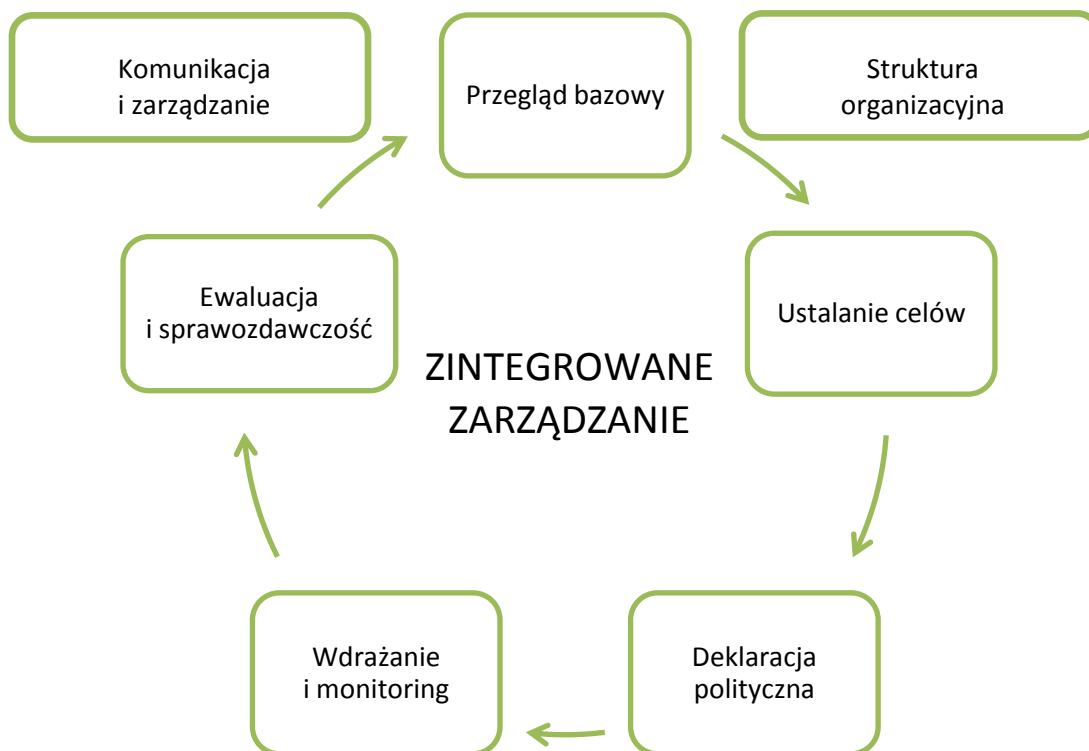 Komunikacja
i zarządzanie
Przegląd bazowy
Struktura
organizacyjna
Ewaluacja
i sprawozdawczość
Ustalanie celów
ZINTEGROWANE
ZARZĄDZANIE
Wdrażanie
i monitoring
Deklaracja
polityczna